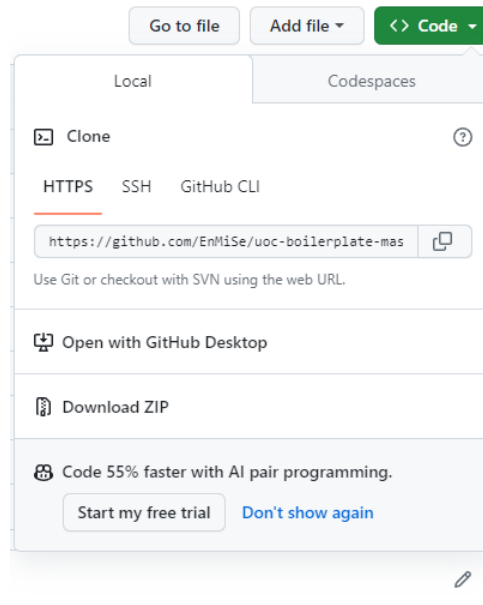 Go to file Add file <> Code
Local Codespaces
Clone
HTTPS SSH GitHub CLI
https://github.com/EnMiSe/uoc-boilerplate-mas
Use Git or checkout with SVN using the web URL.
Open with GitHub Desktop
Download ZIP
Code 55% faster with AI pair programming.
Start my free trial Don't show again